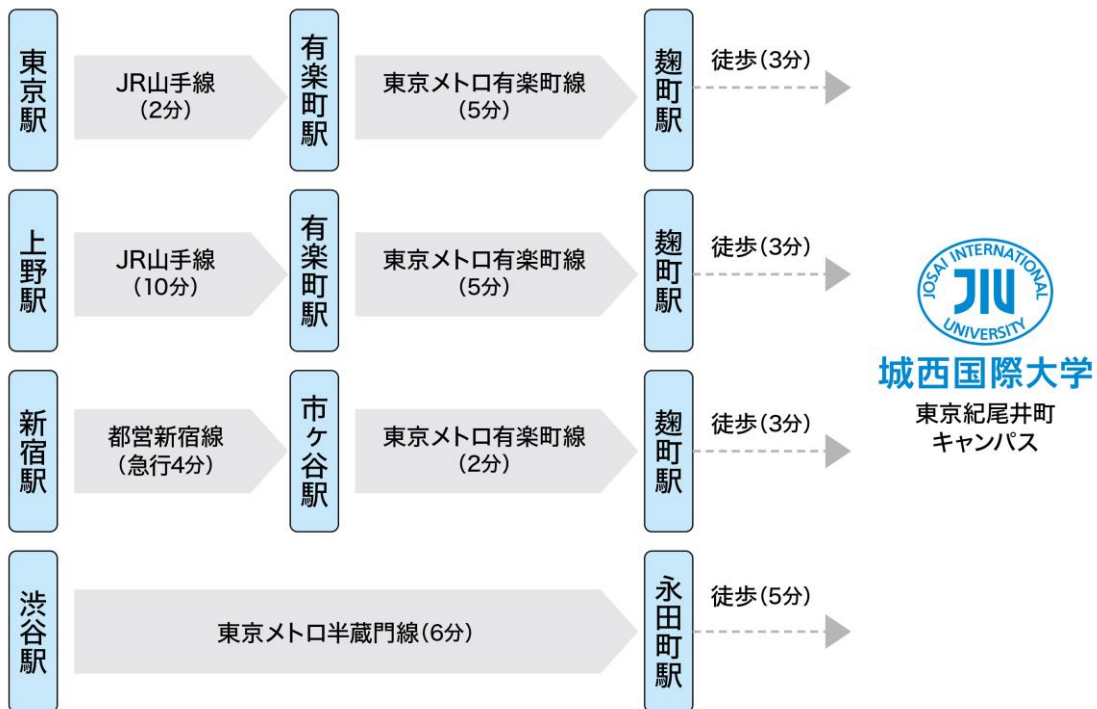 東京駅
JR山手線
(2分)
有楽町駅
東京メトロ有楽町線
(5分)
麹町駅
徒歩(3分)
上野駅
JR山手線
(10分)
有楽町駅
東京メトロ有楽町線
(5分)
麹町駅
徒歩(3分)
新宿駅
都営新宿線
(急行4分)
市ヶ谷駅
東京メトロ有楽町線
(2分)
麹町駅
徒歩(3分)
渋谷駅
東京メトロ半蔵門線(6分)
永田町駅
徒歩(5分)
JOSAI INTERNATIONAL
JIU
UNIVERSITY
城西国際大学
東京紀尾井町
キャンパス